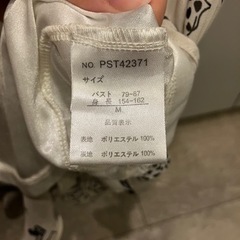 NO. PST42371
サイズ
バスト 79-87
身長 154-162
M
品質表示
表地 ポリエステル 100%
裏地 ポリエステル 100%